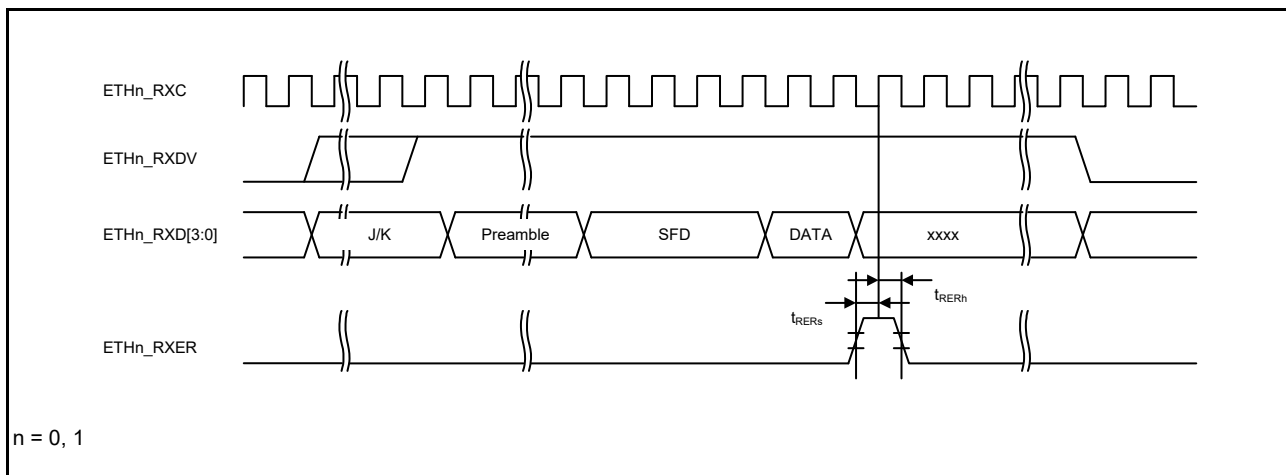 ETHn_RXC
ETHn_RXDV
ETHn_RXD[3:0]
J/K
Preamble
SFD
DATA
xxxx
tRERh
tRERs
ETHn_RXER
n = 0, 1